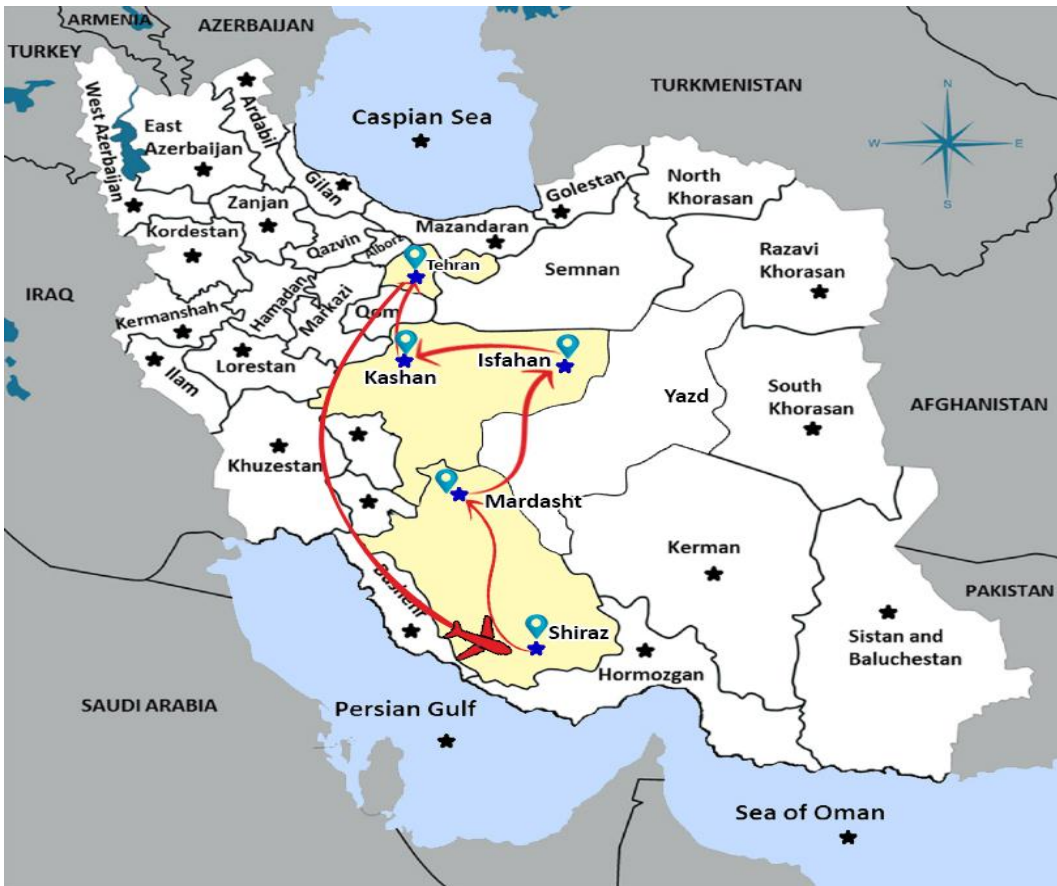 ARMENIA
AZERBAIJAN
TURKEY
TURKMENISTAN
West Azerbaijan
East
Azerbaijan
Ardabil
Caspian Sea
N
W
E
S
Gilan
Zanjan
Golestan
North
Khorasan
Kordestan
Qazvin
Alborz
Mazandaran
Tehran
Semnan
Razavi
Khorasan
IRAQ
Hamadan
Markazi
Qom
Kermanshah
Ilam
Lorestan
Kashan
Isfahan
Yazd
South
Khorasan
AFGHANISTAN
Khuzestan
Mardasht
Kerman
Bushehr
PAKISTAN
Shiraz
Sistan and
Baluchestan
Hormozgan
SAUDI ARABIA
Persian Gulf
Sea of Oman